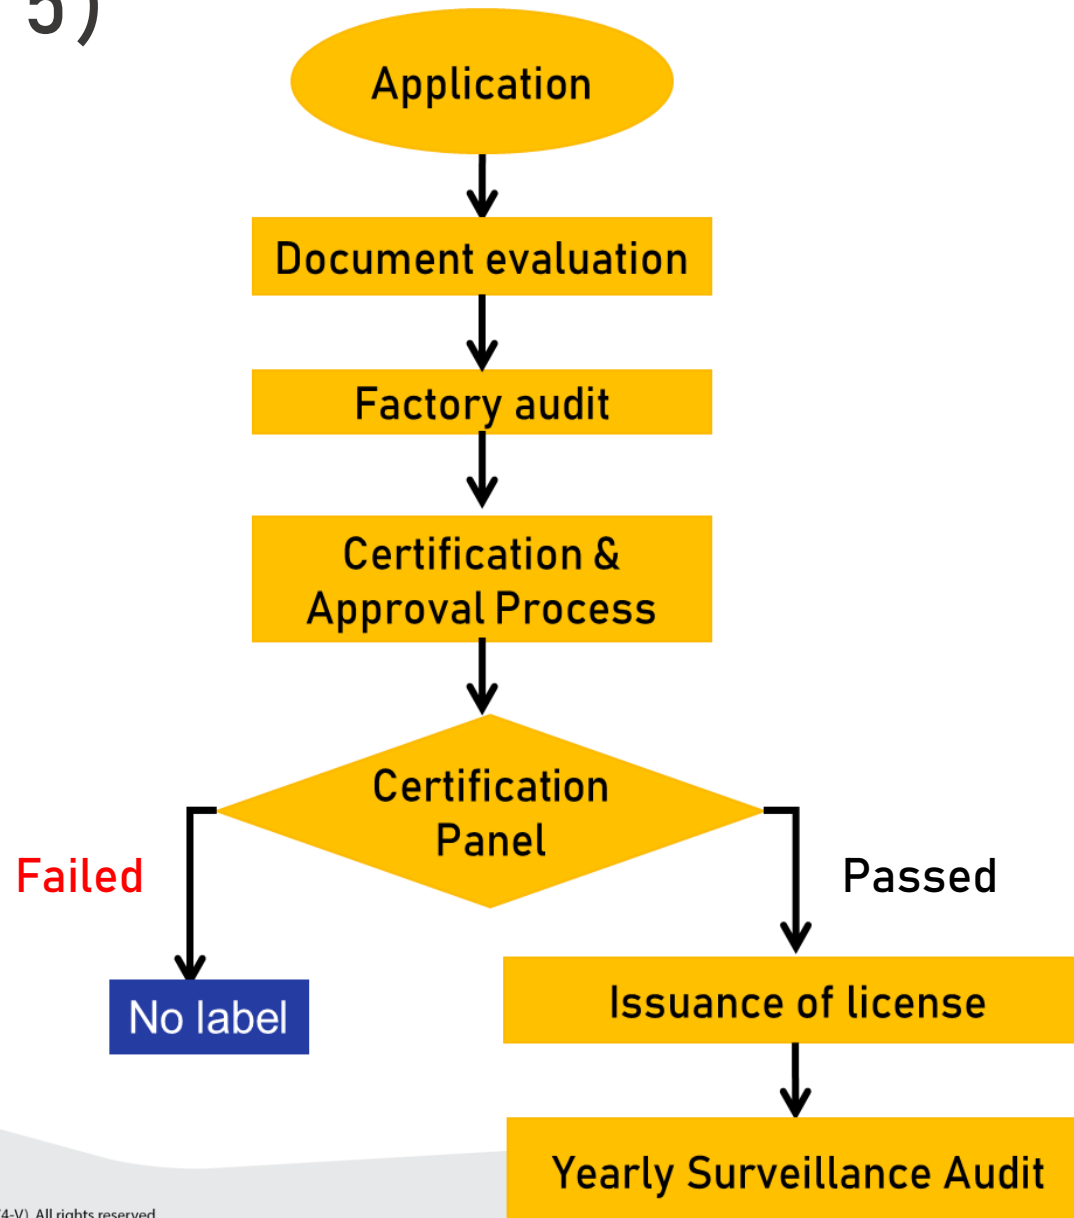 5)
Application
Document evaluation
Factory audit
Certification &
Approval Process
Certification
Panel
Failed
Passed
Issuance of license
No label
Yearly Surveillance Audit
4-V). All rights reserved